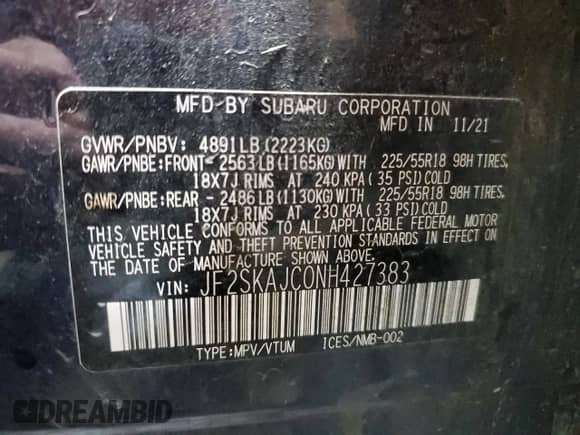 MFD-BY SUBARU CORPORATION
MFD IN 11/21
GVWR/PNBV: 4891LB(2223KG)
GAWR/PNBE:FRONT- 2563LB(1165KG)WITH 225/55R18 98H TIRES,
18X7J RIMS AT 240 KPA (35 PSI)COLD
GAWR/PNBE:REAR - 2486LB(1130KG)WITH 225/55R18 98H TIRES,
18X7J RIMS AT 230 KPA (33 PSI)COLD
THIS VEHICLE CONFORMS TO ALL APPLICABLE FEDERAL MOTOR
VEHICLE SAFETY AND THEFT PREVENTION STANDARDS IN EFFECT ON
THE DATE OF MANUFACTURE SHOWN ABOVE.
VIN: JF2SKAJC0NH427383
TYPE:MPV/VTUM ICES/NMB-002
DREAMBID